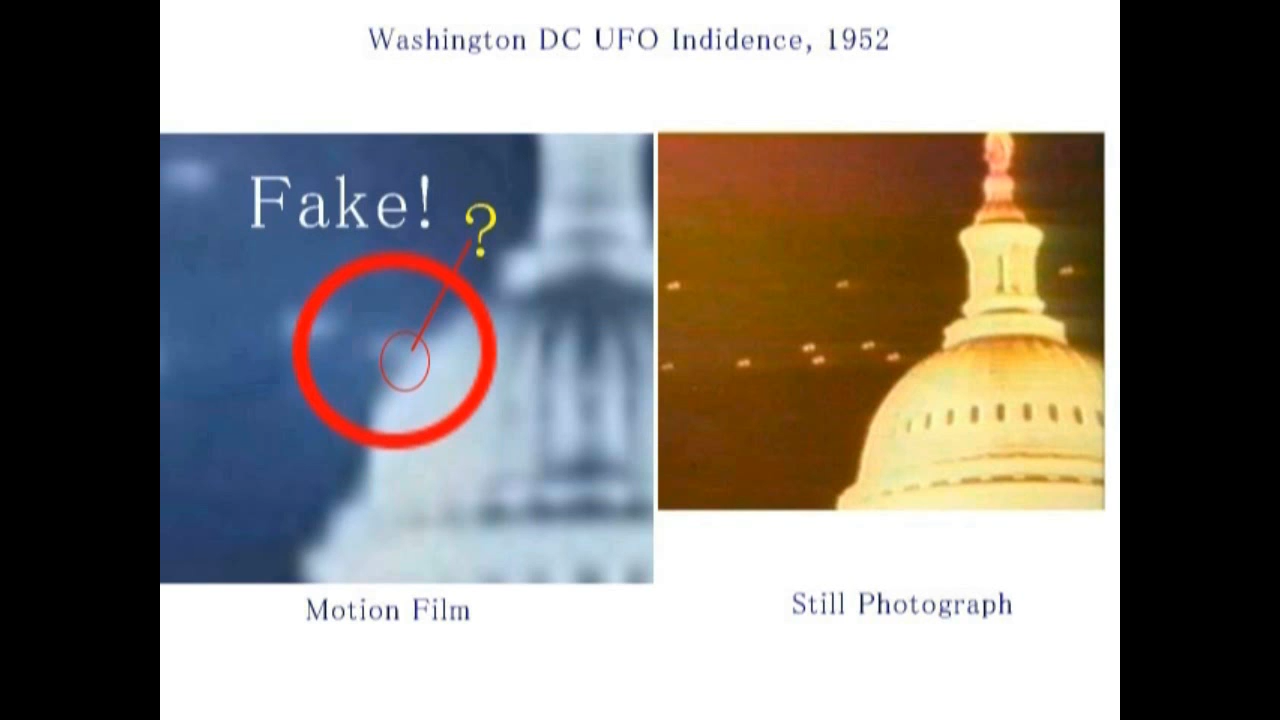 Washington DC UFO Indidence, 1952
Fake!
?
Motion Film
Still Photograph